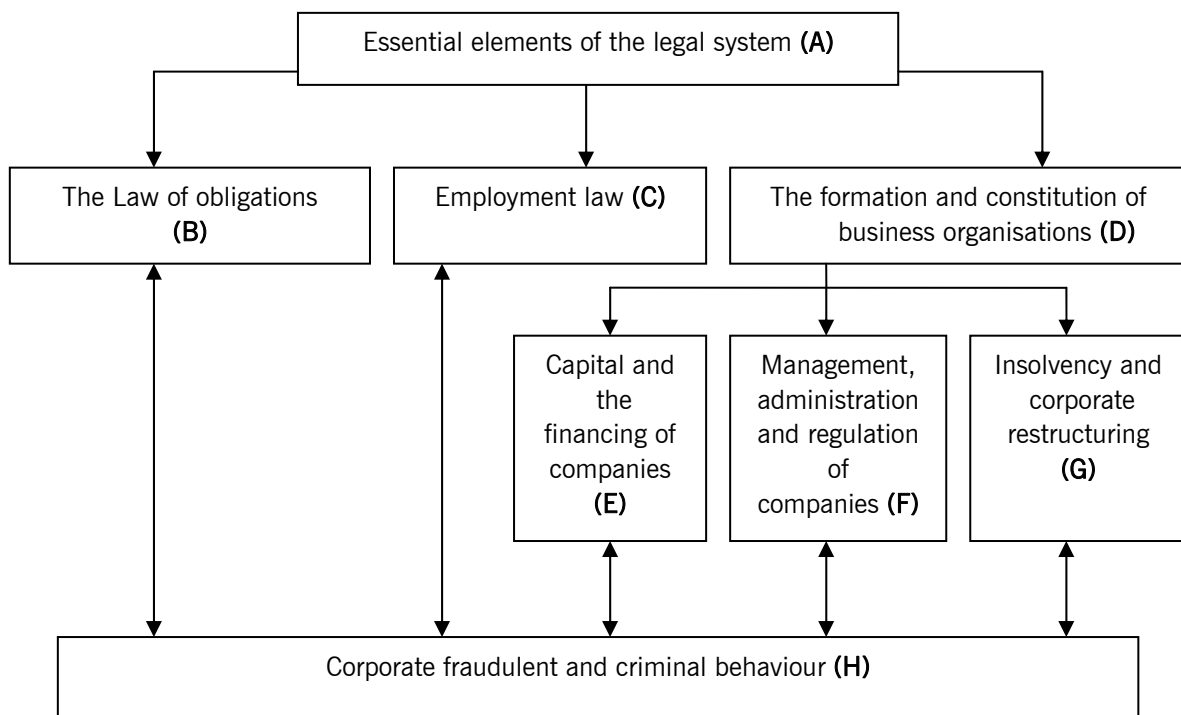 Essential elements of the legal system (A)
The Law of obligations
(B)
Employment law (C)
The formation and constitution of
business organisations (D)
Capital and
the
financing of
companies
(E)
Management,
administration
and regulation
of
companies (F)
Insolvency and
corporate
restructuring
(G)
Corporate fraudulent and criminal behaviour (H)